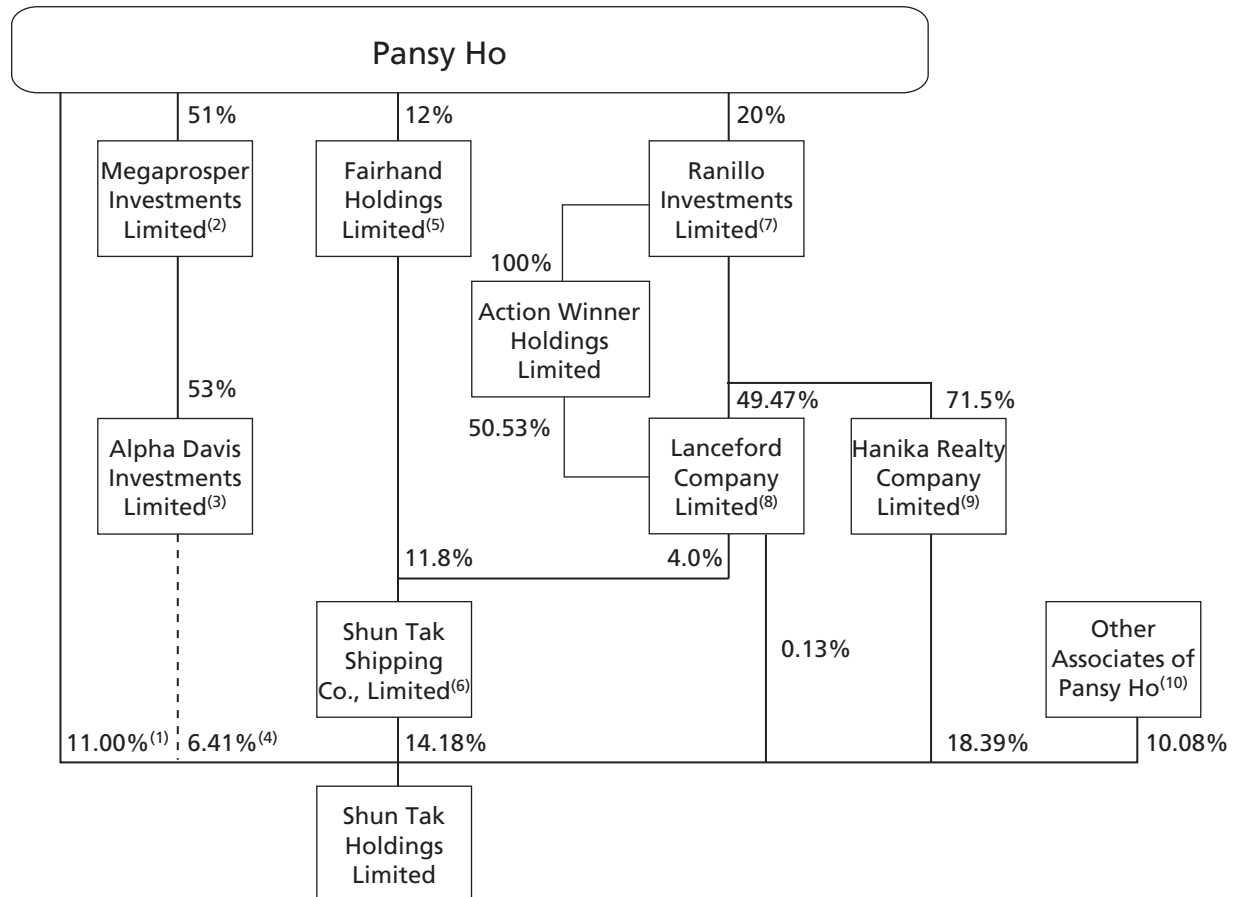 Pansy Ho
51%
12%
20%
Megaprosper
Investments
Limited(2)
Fairhand
Holdings
Limited(5)
Ranillo
Investments
Limited(7)
100%
Action Winner
Holdings
Limited
53%
49.47%
71.5%
50.53%
Alpha Davis
Investments
Limited(3)
Lanceford
Company
Limited(8)
Hanika Realty
Company
Limited(9)
11.8%
4.0%
Shun Tak
Shipping
Co., Limited(6)
0.13%
Other
Associates of
Pansy Ho(10)
11.00%(1)
6.41%(4)
14.18%
18.39%
10.08%
Shun Tak
Holdings
Limited